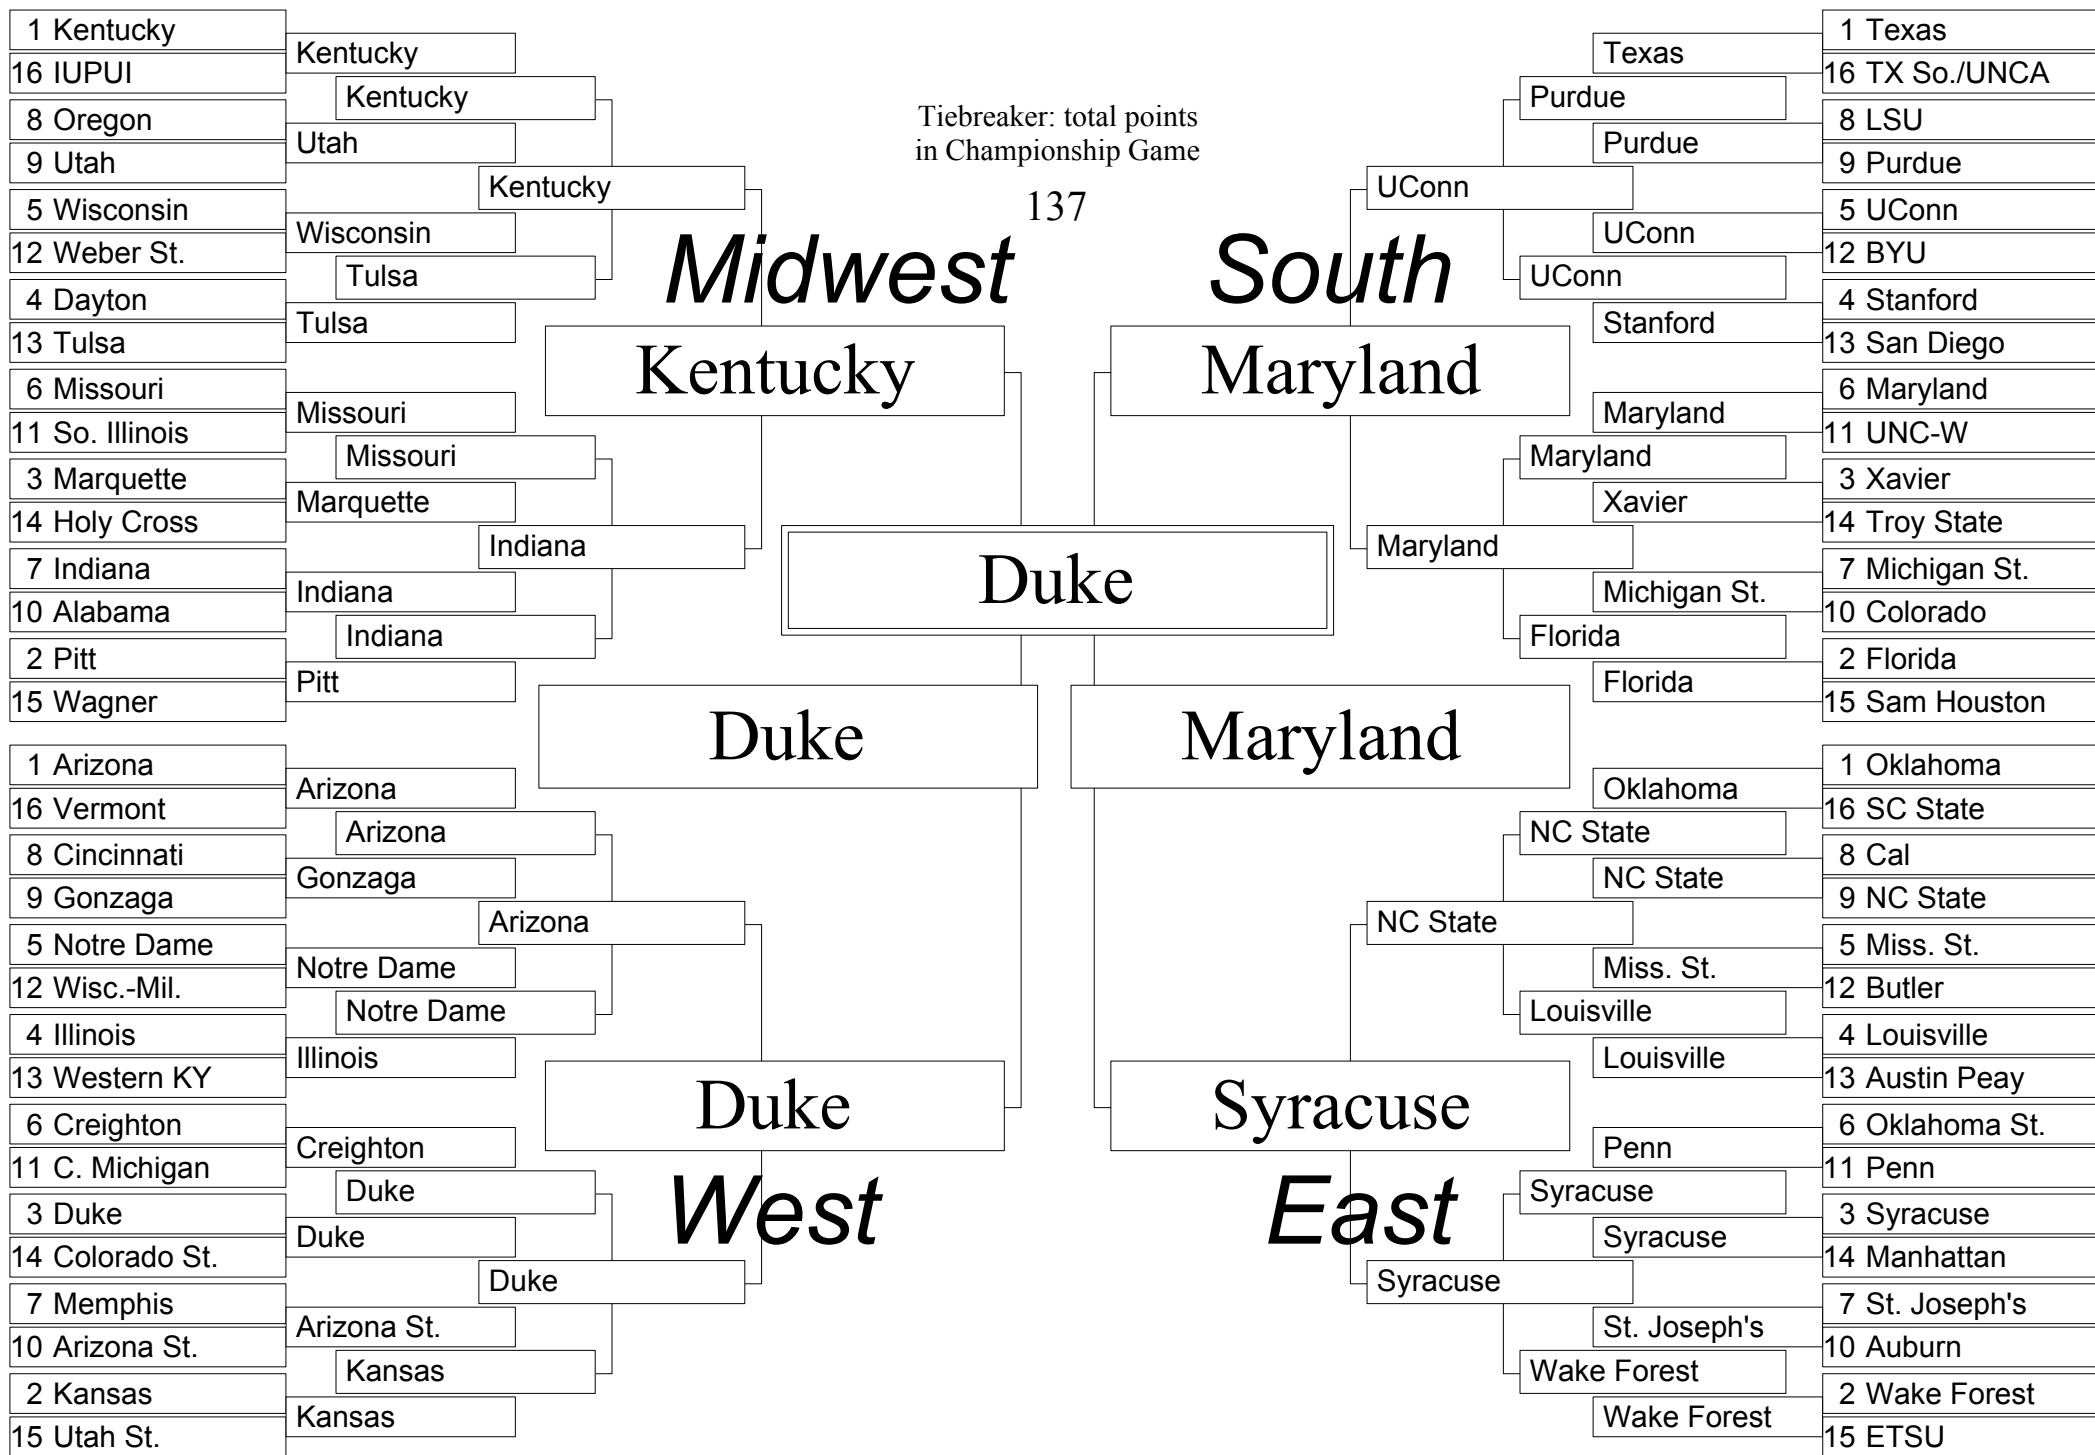 1 Kentucky
16 IUPUI
8 Oregon
9 Utah
5 Wisconsin
12 Weber St.
4 Dayton
13 Tulsa
6 Missouri
11 So. Illinois
3 Marquette
14 Holy Cross
7 Indiana
10 Alabama
2 Pitt
15 Wagner
Kentucky
Utah
Wisconsin
Tulsa
Missouri
Marquette
Indiana
Pitt
Kentucky
Tulsa
Missouri
Indiana
Kentucky
Indiana
Midwest
Kentucky
1 Arizona
16 Vermont
8 Cincinnati
9 Gonzaga
5 Notre Dame
12 Wisc.-Mil.
4 Illinois
13 Western KY
6 Creighton
11 C. Michigan
3 Duke
14 Colorado St.
7 Memphis
10 Arizona St.
2 Kansas
15 Utah St.
Arizona
Gonzaga
Notre Dame
Illinois
Creighton
Duke
Arizona St.
Kansas
Arizona
Notre Dame
Duke
Kansas
Arizona
Duke
Duke
West
Tiebreaker: total points
in Championship Game
137
Duke
Duke
Maryland
South
Maryland
UConn
Maryland
Purdue
UConn
Maryland
Florida
Texas
Purdue
UConn
Stanford
Maryland
Xavier
Michigan St.
Florida
1 Texas
16 TX So./UNCA
8 LSU
9 Purdue
5 UConn
12 BYU
4 Stanford
13 San Diego
6 Maryland
11 UNC-W
3 Xavier
14 Troy State
7 Michigan St.
10 Colorado
2 Florida
15 Sam Houston
Syracuse
East
NC State
Syracuse
NC State
Louisville
Syracuse
Wake Forest
Oklahoma
NC State
Miss. St.
Louisville
Penn
Syracuse
St. Joseph's
Wake Forest
1 Oklahoma
16 SC State
8 Cal
9 NC State
5 Miss. St.
12 Butler
4 Louisville
13 Austin Peay
6 Oklahoma St.
11 Penn
3 Syracuse
14 Manhattan
7 St. Joseph's
10 Auburn
2 Wake Forest
15 ETSU